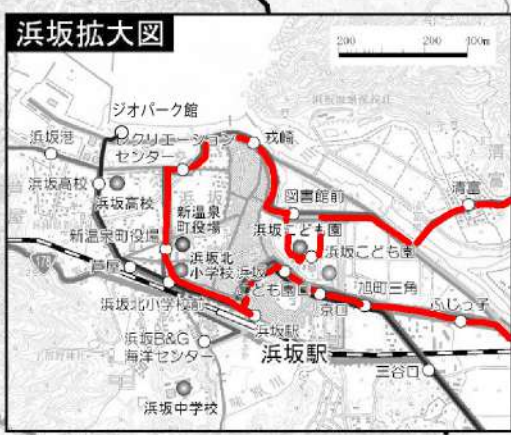 浜坂拡大図
200
200
400m
ジオパーク館
浜坂港
レクリエーション
センター
戎崎
浜坂高校
浜坂高校
図書館前
清富
清富
新温泉
町役場
浜坂こども園
浜坂こども園
新温泉町役場
芦屋
178
浜坂北
小学校
浜坂
こども園口
旭町三角
京口
ふじっ子
浜坂北小学校前
浜坂駅
浜坂B&G
海洋センター
浜坂駅
三谷口
浜坂中学校